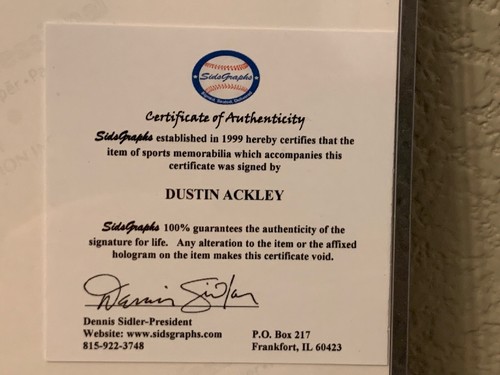 SidsGraphs
Certificate of Authenticity
SidsGraphs established in 1999 hereby certifies that the
item of sports memorabilia which accompanies this
certificate was signed by
DUSTIN ACKLEY
SidsGraphs 100% guarantees the authenticity of the
signature for life. Any alteration to the item or the affixed
hologram on the item makes this certificate void.
Dennis Sidler-President
Website: www.sidsgraphs.com P.O. Box 217
815-922-3748 Frankfort, IL 60423